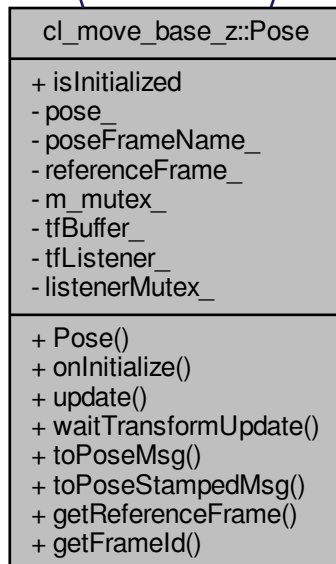 cl_move_base_z::Pose
+ isInitialized
- pose_
- poseFrameName_
- referenceFrame_
- m_mutex_
- tfBuffer_
- tfListener_
- listenerMutex_
+ Pose()
+ onInitialize()
+ update()
+ waitTransformUpdate()
+ toPoseMsg()
+ toPoseStampedMsg()
+ getReferenceFrame()
+ getFrameId()